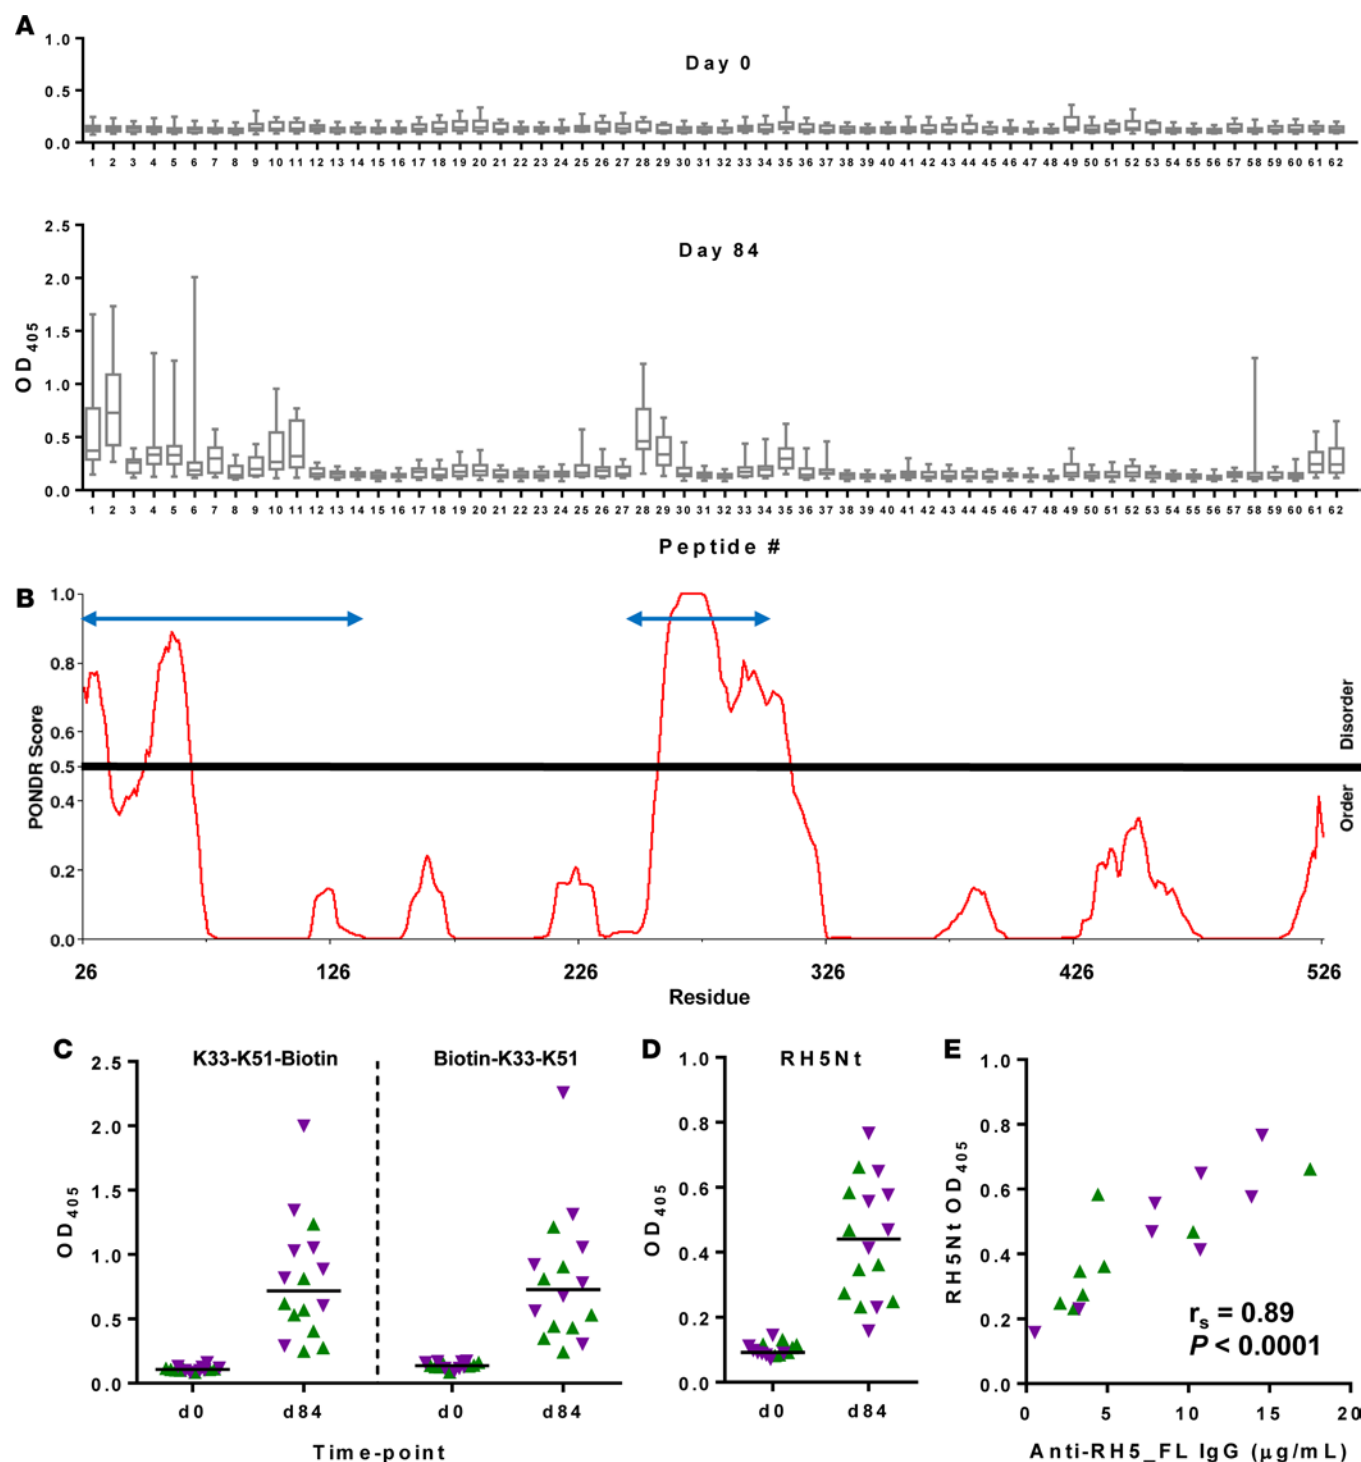 A
1.0
Day 0
0.5
0.0
1 2 3 4 5 6 7 8 9 10 11 12 13 14 15 16 17 18 19 20 21 22 23 24 25 26 27 28 29 30 31 32 33 34 35 36 37 38 39 40 41 42 43 44 45 46 47 48 49 50 51 52 53 54 55 56 57 58 59 60 61 62
2.5
Day 84
2.0
1.5
OD405
1.0
0.5
0.0
1 2 3 4 5 6 7 8 9 10 11 12 13 14 15 16 17 18 19 20 21 22 23 24 25 26 27 28 29 30 31 32 33 34 35 36 37 38 39 40 41 42 43 44 45 46 47 48 49 50 51 52 53 54 55 56 57 58 59 60 61 62
Peptide #
B
1.0
0.8
0.6
0.5
0.4
0.2
0.0
PONDR Score
Disorder
Order
26 126 226 326 426 526
Residue
C
K33-K51-Biotin Biotin-K33-K51
2.5
2.0
1.5
1.0
0.5
0.0
OD405
d0 d84 d0 d84
Time-point
D
RH5Nt
1.0
0.8
0.6
0.4
0.2
0.0
OD405
d0 d84
E
1.0
0.8
0.6
0.4
0.2
0.0
RH5Nt OD405
rs = 0.89
P < 0.0001
0 5 10 15 20
Anti-RH5_FL IgG (μg/mL)